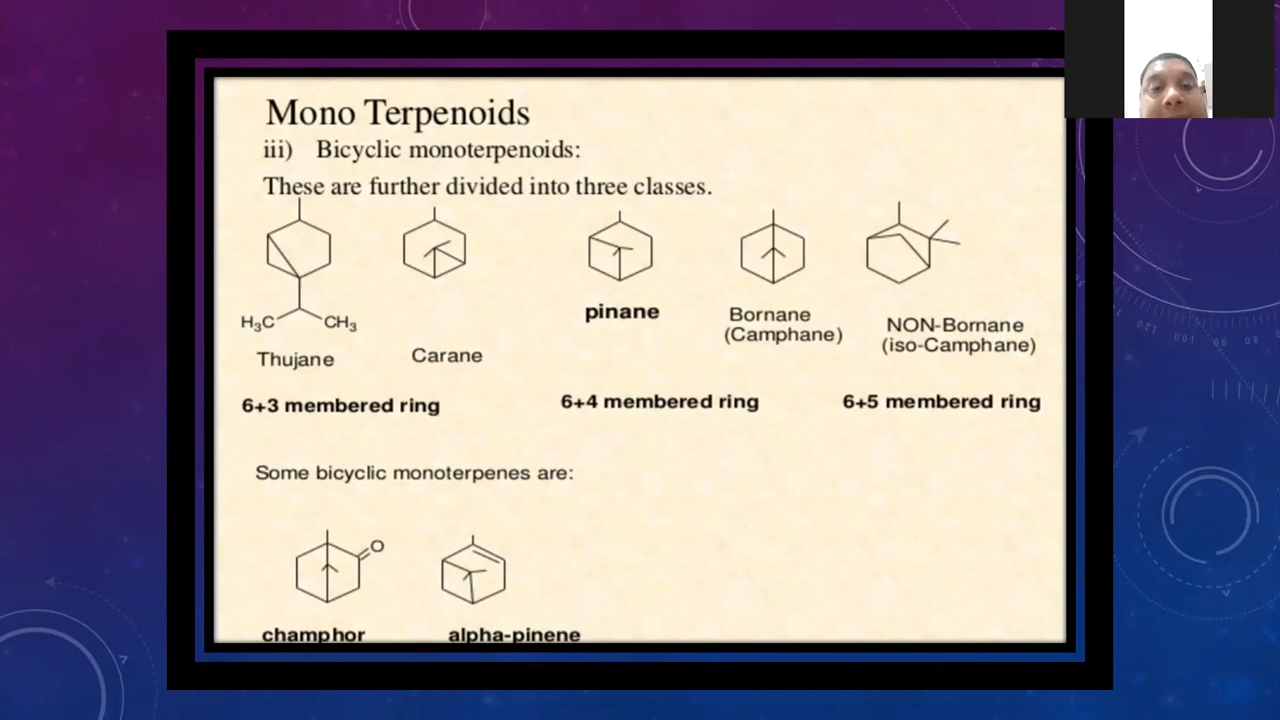 Mono Terpenoids
iii) Bicyclic monoterpenoids:
These are further divided into three classes.
H3C
CH3
Thujane
Carane
pinane
Bornane
(Camphane)
NON-Bornane
(iso-Camphane)
6+3 membered ring
6+4 membered ring
6+5 membered ring
Some bicyclic monoterpenes are:
O
champhor
alpha-pinene